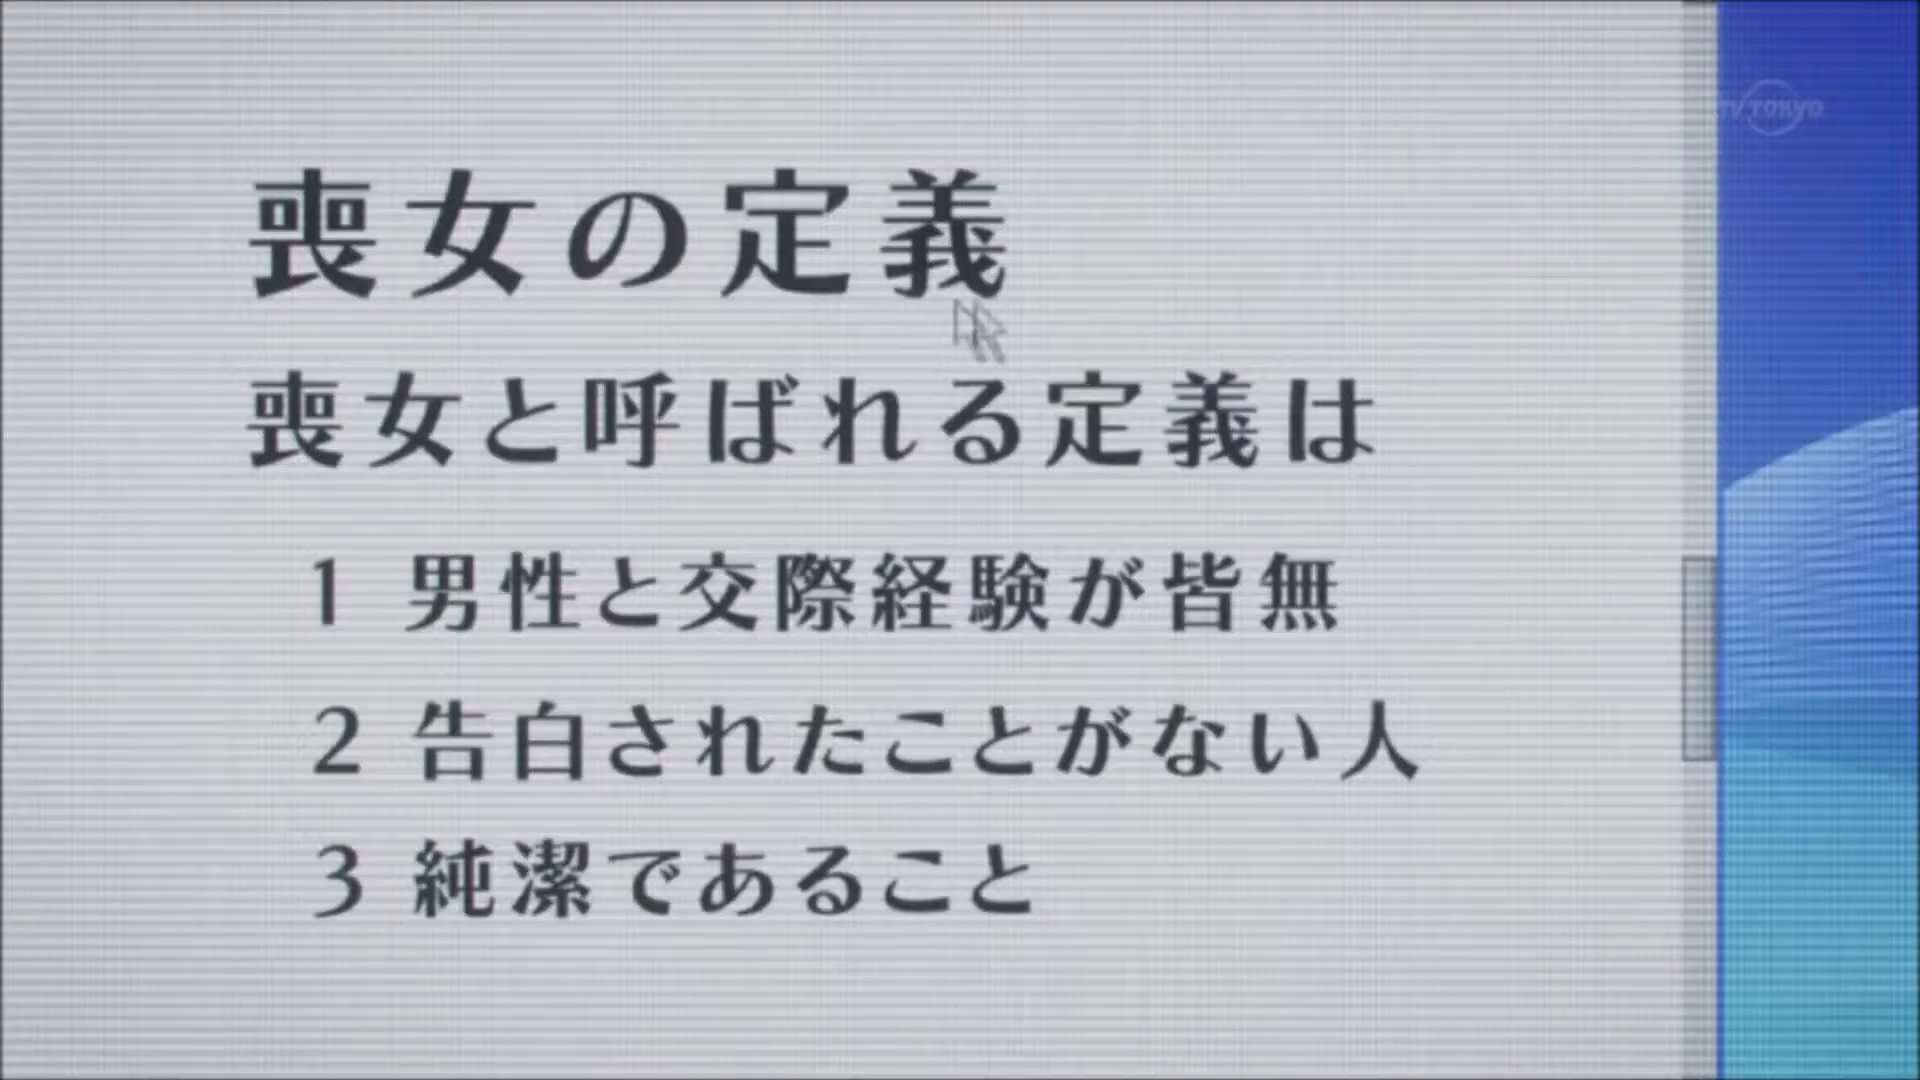 TV TOKYO
喪女の定義
喪女と呼ばれる定義は
1 男性と交際経験が皆無
2 告白されたことがない人
3 純潔であること